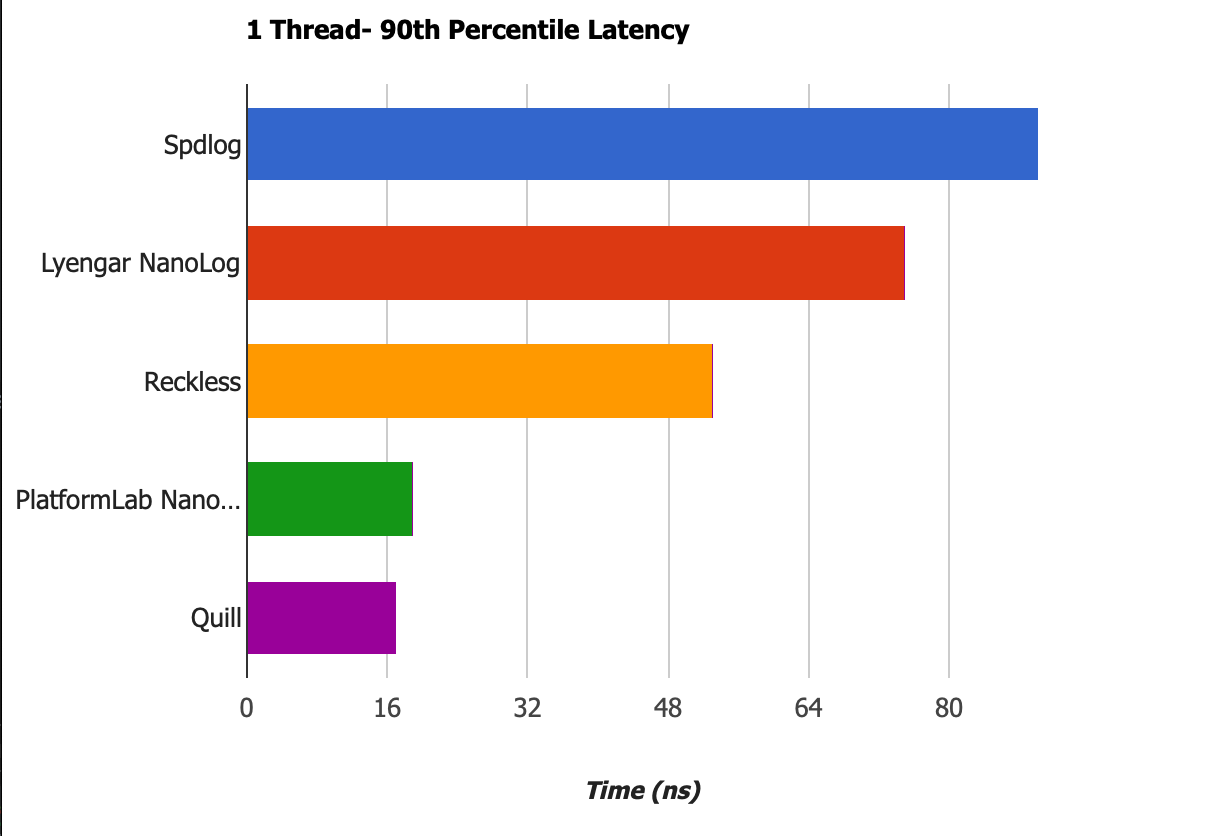 1 Thread- 90th Percentile Latency
Spdlog
Lyengar NanoLog
Reckless
PlatformLab Nano...
Quill
0 16 32 48 64 80
Time (ns)